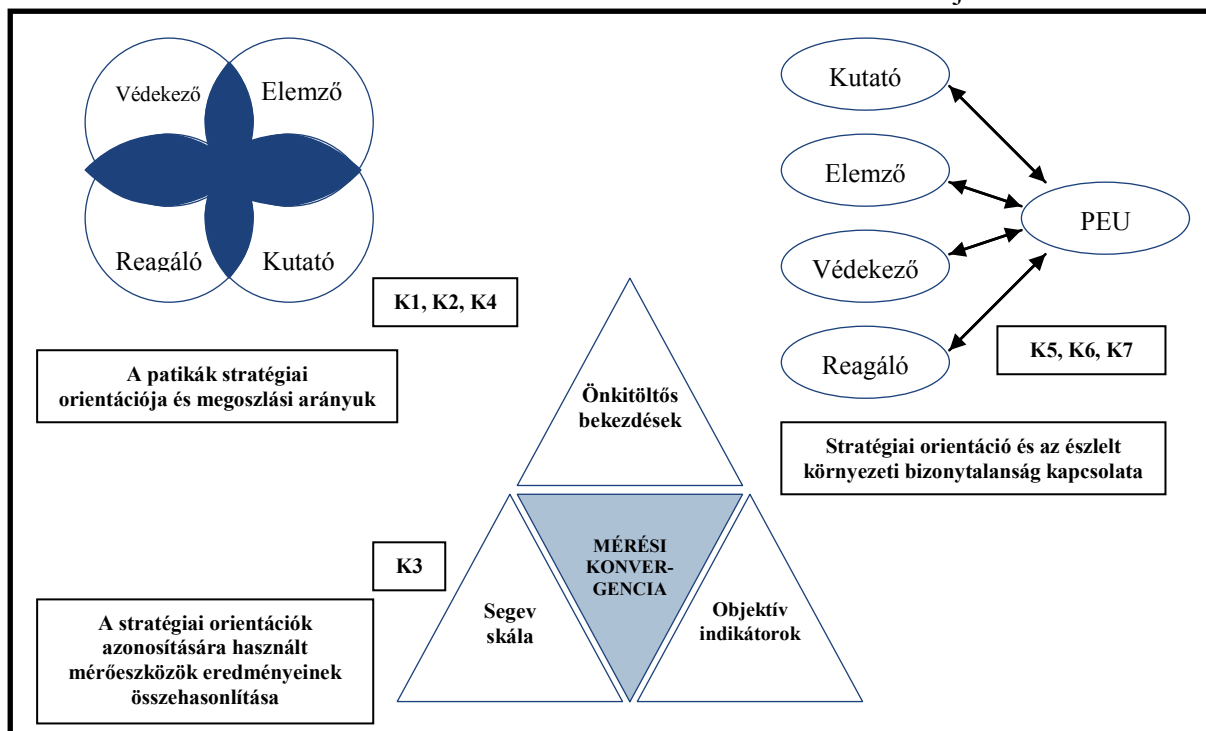 Védekező
Elemző
Reagáló
Kutató
K1, K2, K4
A patikák stratégiai
orientációja és megoszlási arányuk
Kutató
Elemző
Védekező
Reagáló
PEU
K5, K6, K7
Stratégiai orientáció és az észlelt
környezeti bizonytalanság kapcsolata
Önkitöltős
bekezdések
MÉRÉSI
KONVER-
GENCIA
Segev
skála
Objektív
indikátorok
K3
A stratégiai orientációk
azonosítására használt
mérőeszközök eredményeinek
összehasonlítása